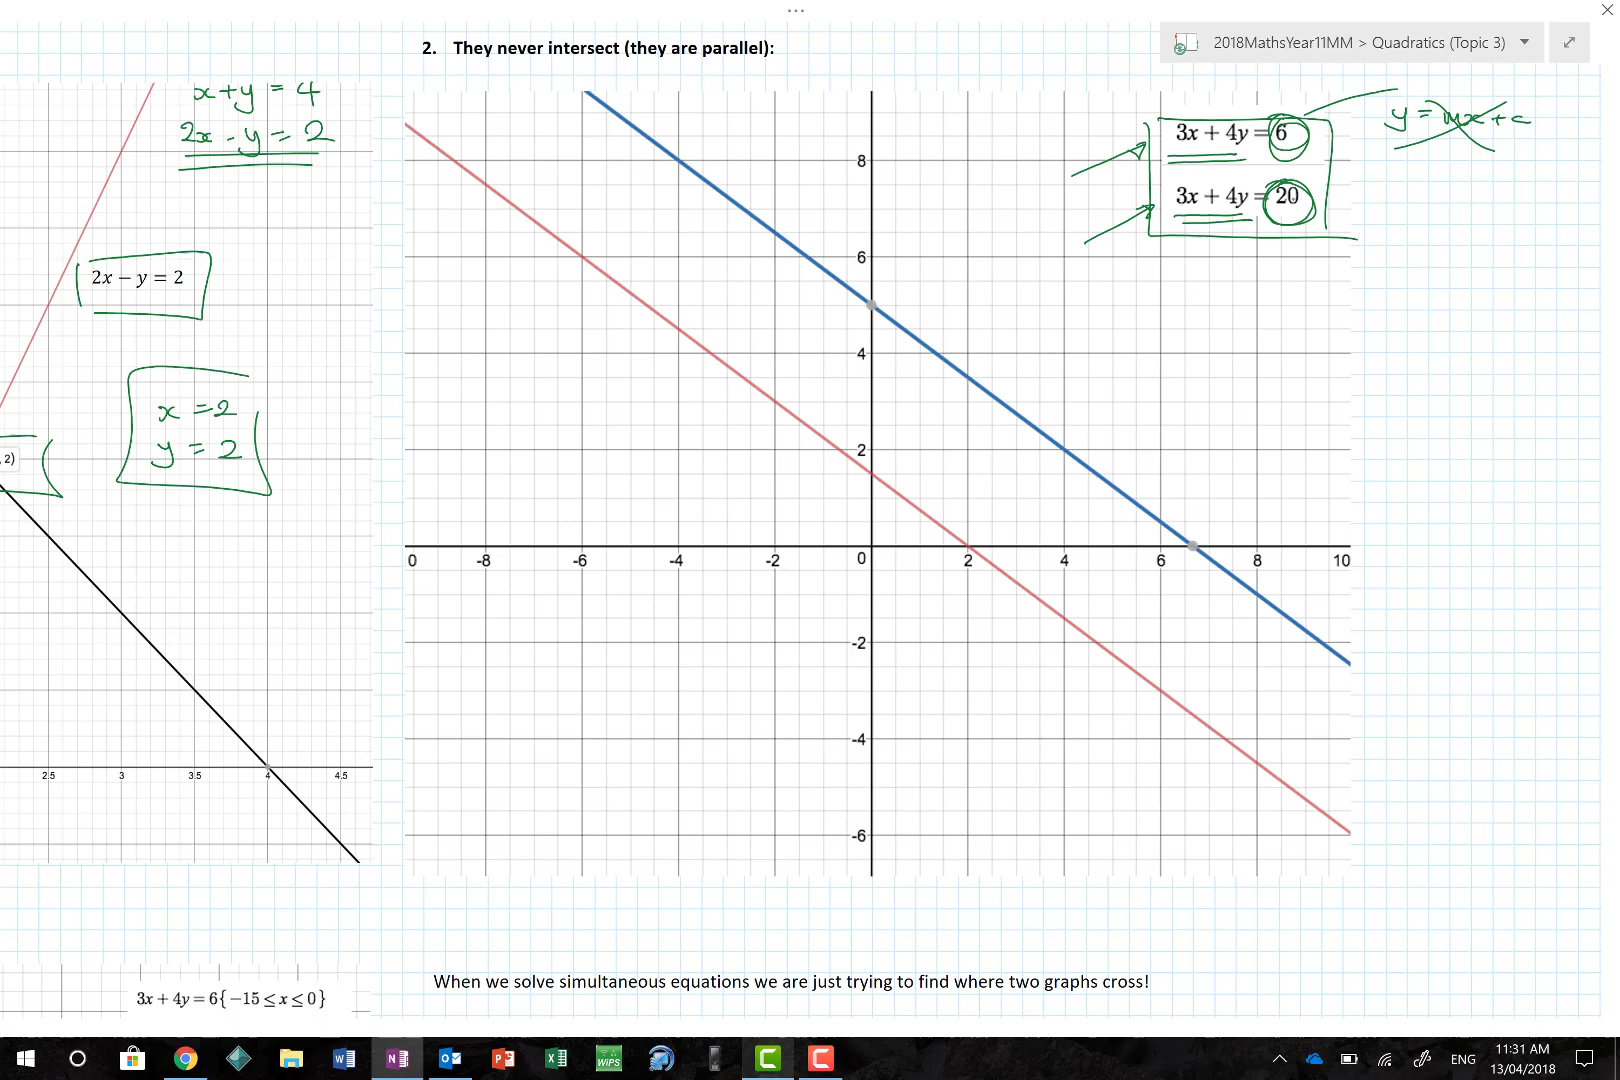 2. They never intersect (they are parallel):
2018MathsYear11MM > Quadratics (Topic 3)
x+y = 4
2x - y = 2
2x − y = 2
x = 2
y = 2
2)
2.5 3 3.5 4 4.5
3x + 4y = 6
3x + 4y = 20
y = mx + c
8
6
4
2
0 -8 -6 -4 -2 0 2 4 6 8 10
-2
-4
-6
When we solve simultaneous equations we are just trying to find where two graphs cross!
3x + 4y = 6{−15 ≤ x ≤ 0}
WiPS
ENG
11:31 AM
13/04/2018